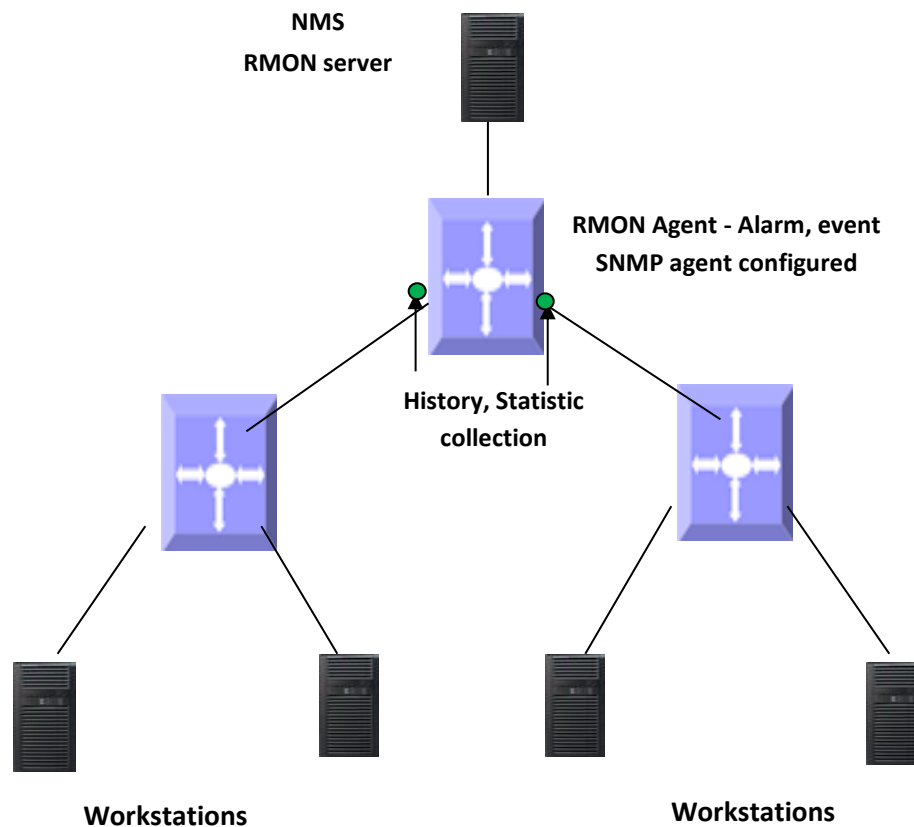 NMS
RMON server
RMON Agent - Alarm, event
SNMP agent configured
History, Statistic
collection
Workstations
Workstations